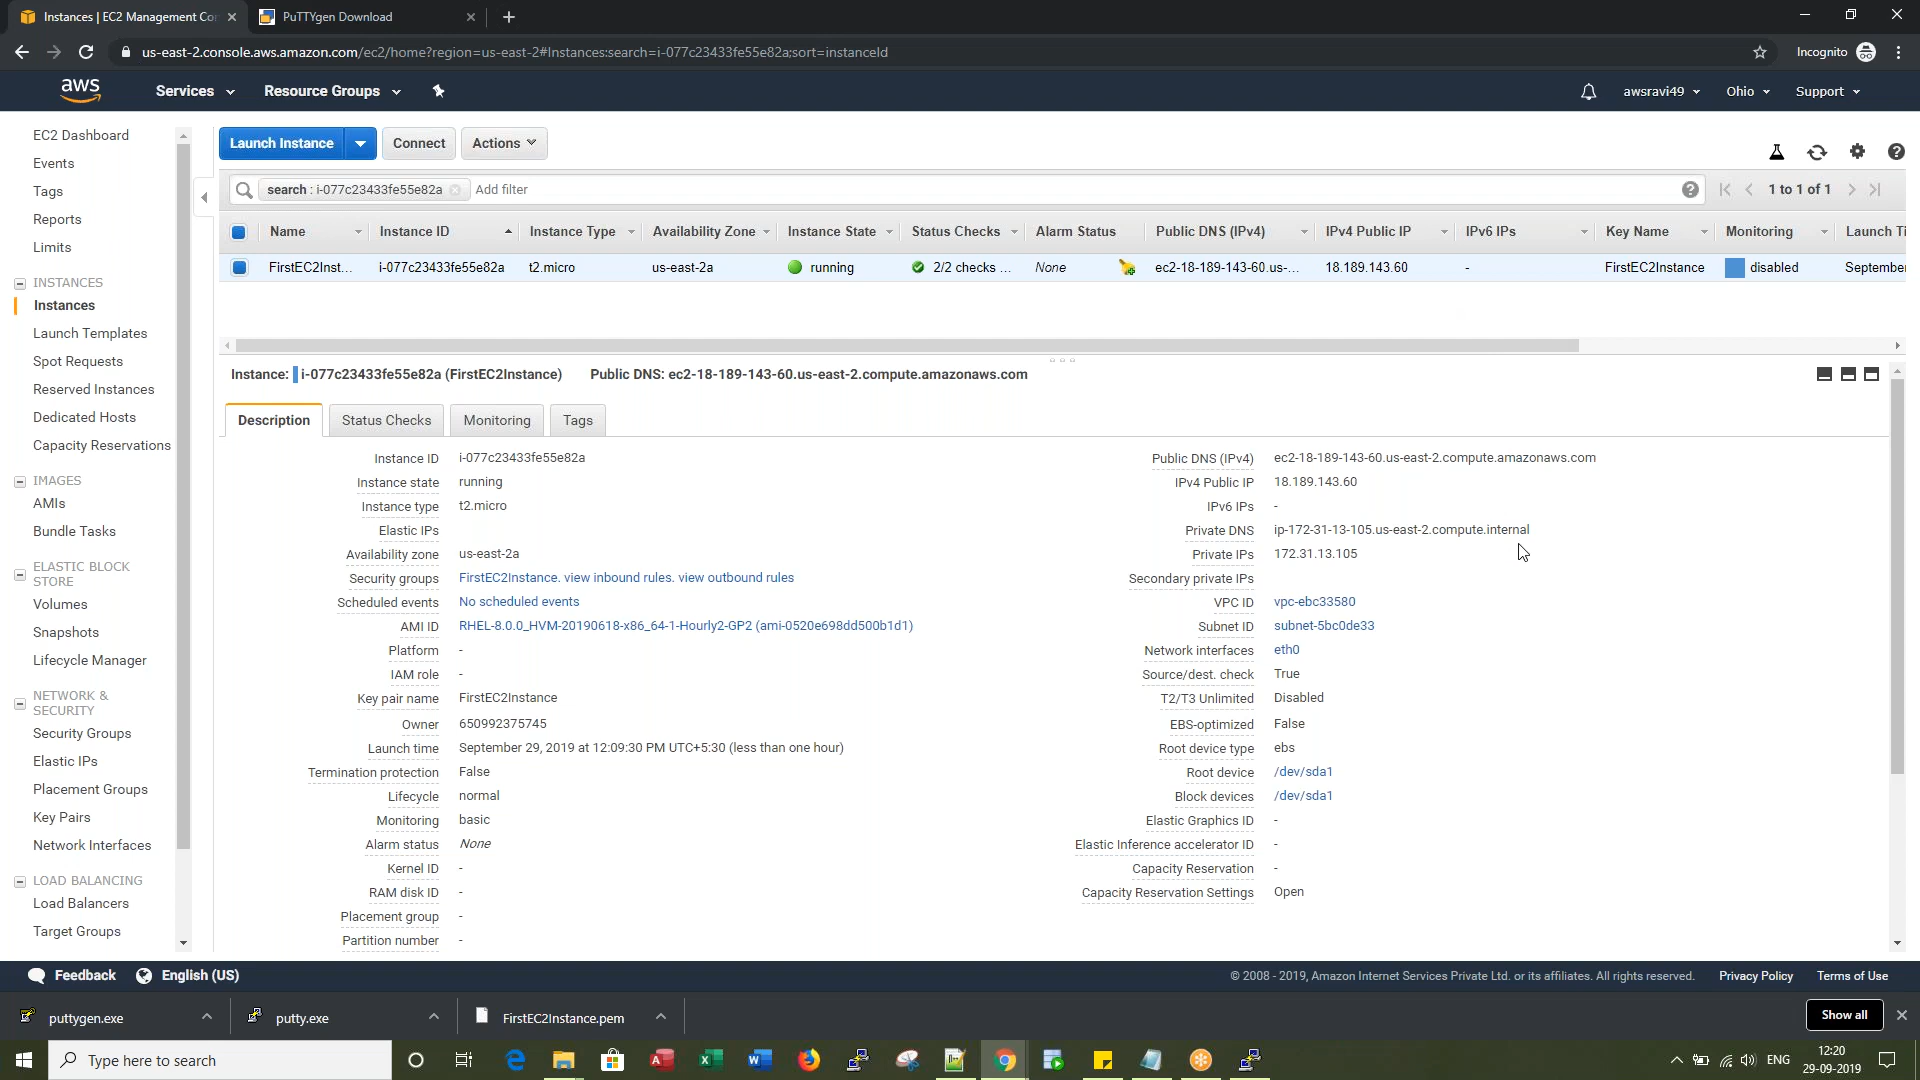 Instances | EC2 Management Co
PuTTYgen Download
us-east-2.console.aws.amazon.com/ec2/home?region=us-east-2#Instances:search=i-077c23433fe55e82a;sort=instanceId
Incognito
aws
Services
Resource Groups
awsravi49
Ohio
Support
EC2 Dashboard
Events
Tags
Reports
Limits
INSTANCES
Instances
Launch Templates
Spot Requests
Reserved Instances
Dedicated Hosts
Capacity Reservations
IMAGES
AMIs
Bundle Tasks
ELASTIC BLOCK
STORE
Volumes
Snapshots
Lifecycle Manager
NETWORK &
SECURITY
Security Groups
Elastic IPs
Placement Groups
Key Pairs
Network Interfaces
LOAD BALANCING
Load Balancers
Target Groups
Launch Instance
Connect
Actions
search : i-077c23433fe55e82a
Add filter
1 to 1 of 1
Name Instance ID Instance Type Availability Zone Instance State Status Checks Alarm Status Public DNS (IPv4) IPv4 Public IP IPv6 IPs Key Name Monitoring Launch Ti
FirstEC2Inst... i-077c23433fe55e82a t2.micro us-east-2a running 2/2 checks ... None ec2-18-189-143-60.us-... 18.189.143.60 - FirstEC2Instance disabled September
Instance: i-077c23433fe55e82a (FirstEC2Instance) Public DNS: ec2-18-189-143-60.us-east-2.compute.amazonaws.com
Description
Status Checks
Monitoring
Tags
Instance ID i-077c23433fe55e82a
Instance state running
Instance type t2.micro
Elastic IPs
Availability zone us-east-2a
Security groups FirstEC2Instance. view inbound rules. view outbound rules
Scheduled events No scheduled events
AMI ID RHEL-8.0.0_HVM-20190618-x86_64-1-Hourly2-GP2 (ami-0520e698dd500b1d1)
Platform -
IAM role -
Key pair name FirstEC2Instance
Owner 650992375745
Launch time September 29, 2019 at 12:09:30 PM UTC+5:30 (less than one hour)
Termination protection False
Lifecycle normal
Monitoring basic
Alarm status None
Kernel ID -
RAM disk ID -
Placement group -
Partition number -
Public DNS (IPv4) ec2-18-189-143-60.us-east-2.compute.amazonaws.com
IPv4 Public IP 18.189.143.60
IPv6 IPs -
Private DNS ip-172-31-13-105.us-east-2.compute.internal
Private IPs 172.31.13.105
Secondary private IPs
VPC ID vpc-ebc33580
Subnet ID subnet-5bc0de33
Network interfaces eth0
Source/dest. check True
T2/T3 Unlimited Disabled
EBS-optimized False
Root device type ebs
Root device /dev/sda1
Block devices /dev/sda1
Elastic Graphics ID -
Elastic Inference accelerator ID -
Capacity Reservation -
Capacity Reservation Settings Open
Feedback
English (US)
© 2008 - 2019, Amazon Internet Services Private Ltd. or its affiliates. All rights reserved.
Privacy Policy
Terms of Use
puttygen.exe
putty.exe
FirstEC2Instance.pem
Show all
Type here to search
ENG
12:20
29-09-2019